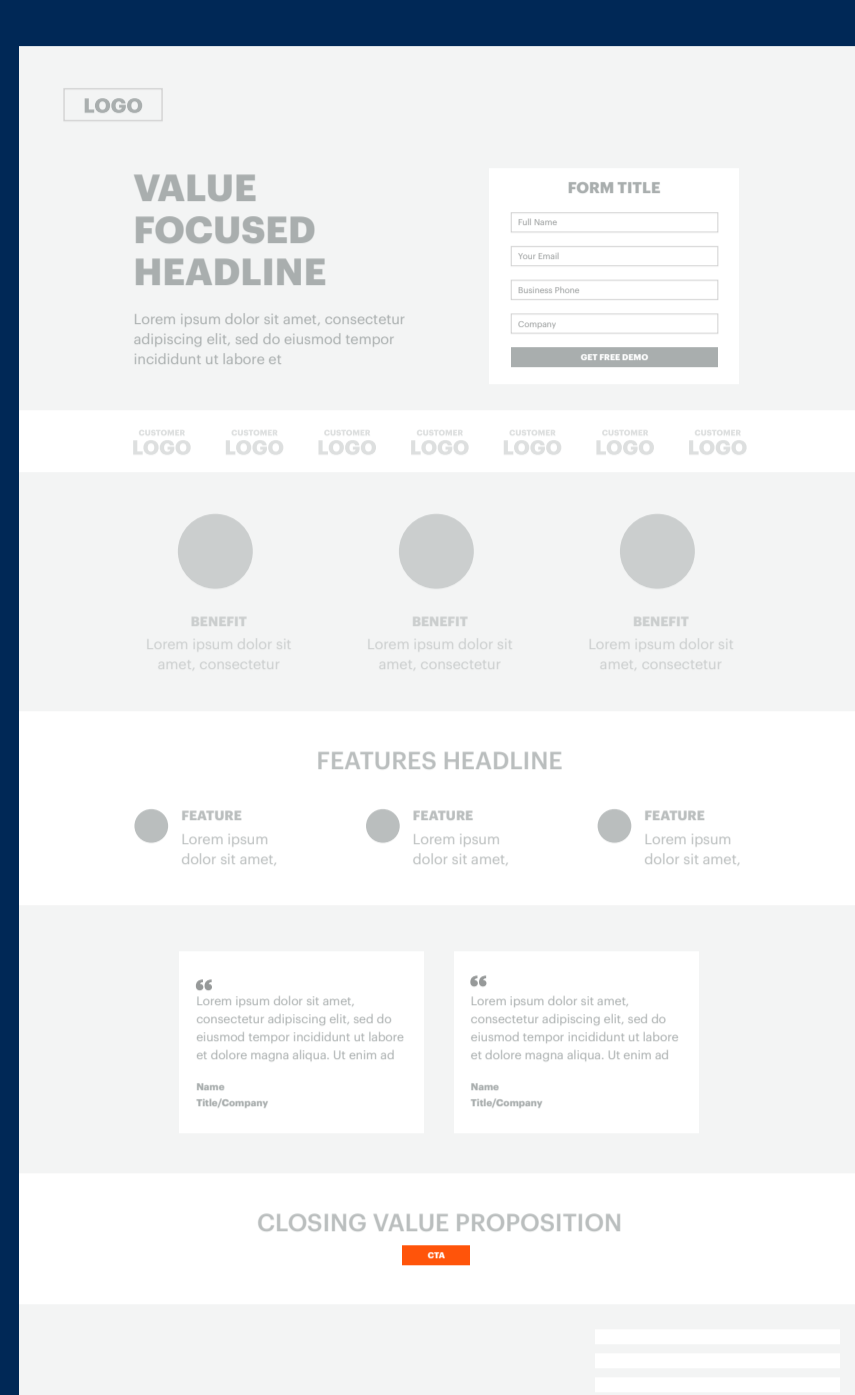 LOGO
VALUE
FOCUSED
HEADLINE
Lorem ipsum dolor sit amet, consectetur
adipiscing elit, sed do eiusmod tempor
incididunt ut labore et
FORM TITLE
Full Name
Your Email
Business Phone
Company
GET FREE DEMO
CUSTOMER CUSTOMER CUSTOMER CUSTOMER CUSTOMER CUSTOMER CUSTOMER
LOGO LOGO LOGO LOGO LOGO LOGO LOGO
BENEFIT
Lorem ipsum dolor sit
amet, consectetur
BENEFIT
Lorem ipsum dolor sit
amet, consectetur
BENEFIT
Lorem ipsum dolor sit
amet, consectetur
FEATURES HEADLINE
FEATURE
Lorem ipsum
dolor sit amet,
FEATURE
Lorem ipsum
dolor sit amet,
FEATURE
Lorem ipsum
dolor sit amet,
“
Lorem ipsum dolor sit amet,
consectetur adipiscing elit, sed do
eiusmod tempor incididunt ut labore
et dolore magna aliqua. Ut enim ad
Name
Title/Company
“
Lorem ipsum dolor sit amet,
consectetur adipiscing elit, sed do
eiusmod tempor incididunt ut labore
et dolore magna aliqua. Ut enim ad
Name
Title/Company
CLOSING VALUE PROPOSITION
CTA